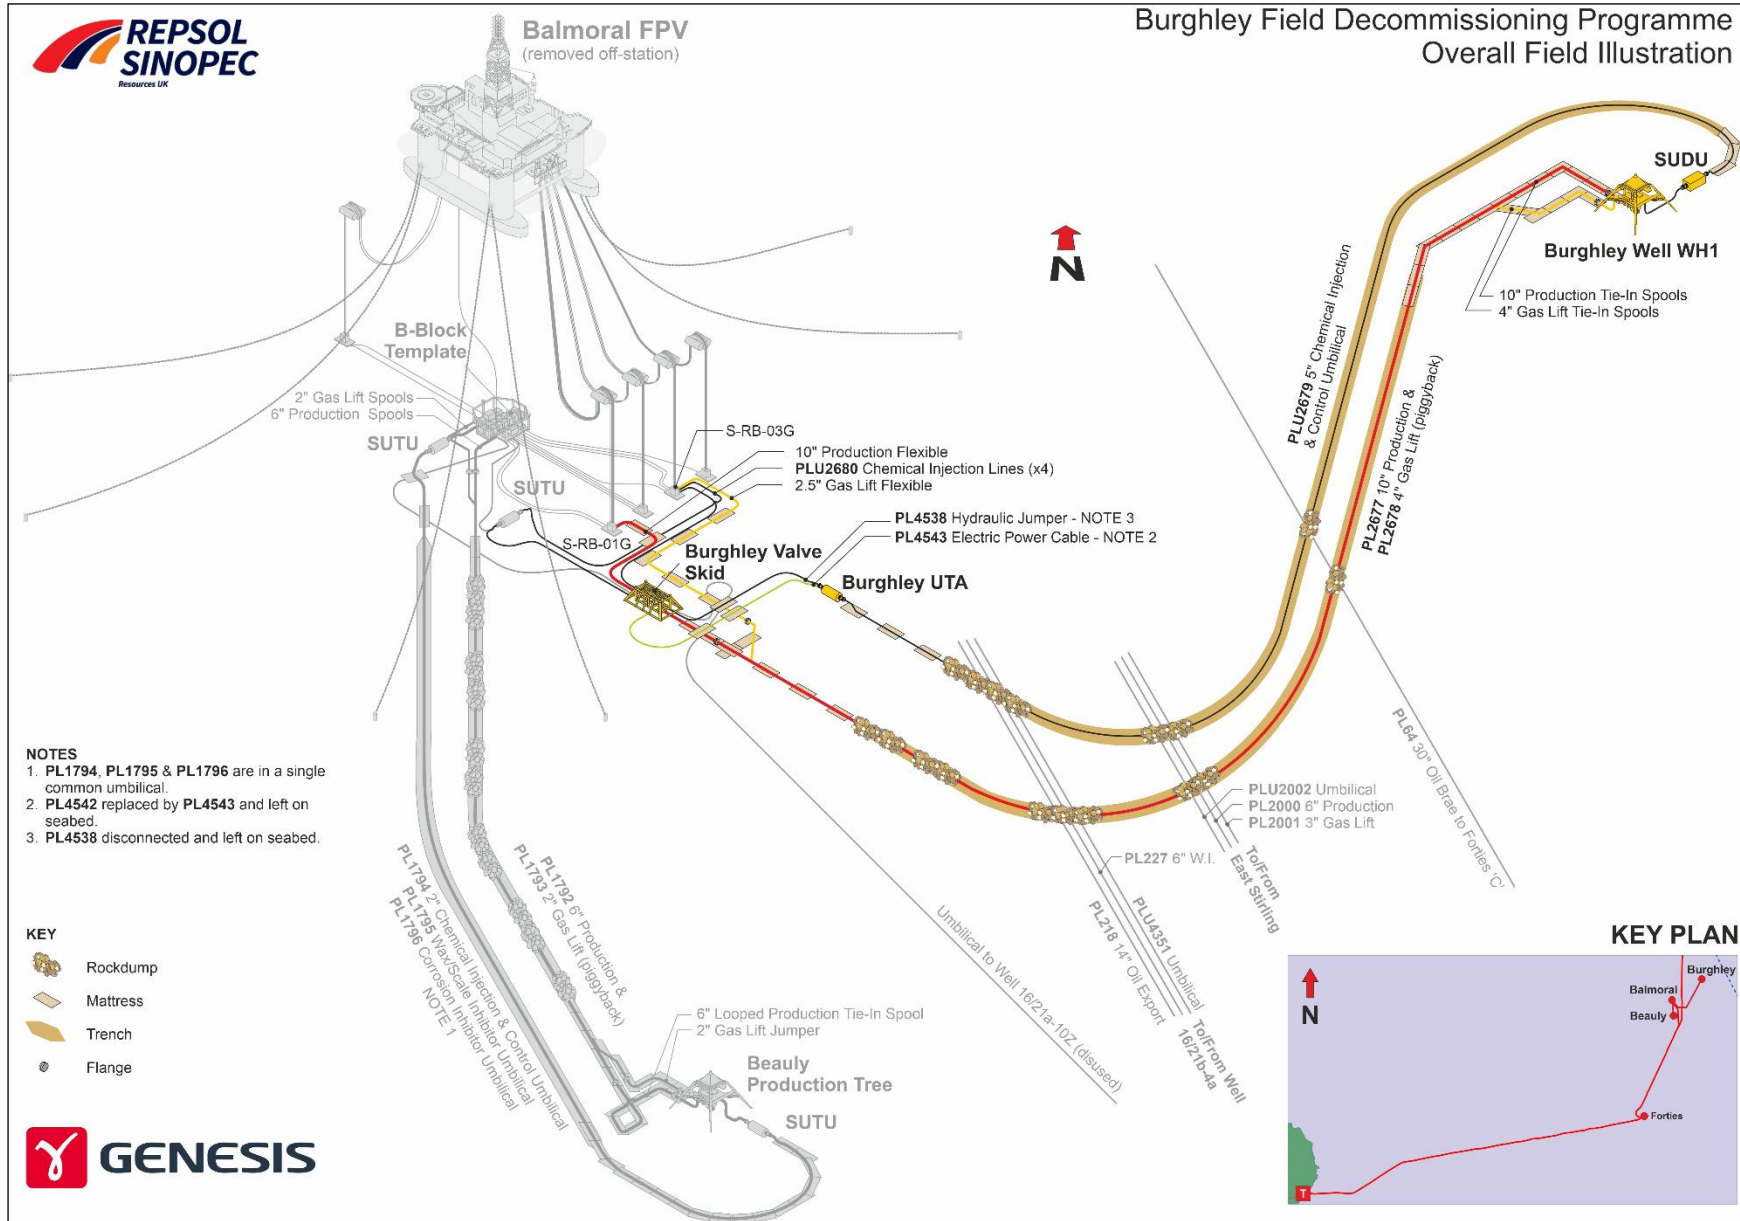 REPSOL
SINOPEC
Resources UK
Balmoral FPV
(removed off-station)
Burghley Field Decommissioning Programme
Overall Field Illustration
SUDU
Burghley Well WH1
10" Production Tie-In Spools
4" Gas Lift Tie-In Spools
N
B-Block
Template
2" Gas Lift Spools
6" Production Spools
SUTU
SUTU
S-RB-03G
10" Production Flexible
PLU2680 Chemical Injection Lines (x4)
2.5" Gas Lift Flexible
S-RB-01G
PL4538 Hydraulic Jumper - NOTE 3
PL4543 Electric Power Cable - NOTE 2
Burghley Valve
Skid
Burghley UTA
PLU2679 5" Chemical Injection
& Control Umbilical
PL2677 10" Production &
PL2678 4" Gas Lift (piggyback)
PL64 30" Oil Brae to Forties 'C'
PLU2002 Umbilical
PL2000 6" Production
PL2001 3" Gas Lift
To/From
East Stirling
PL227 6" W.I.
PLU4351 Umbilical
PL218 14" Oil Export
To/From Well
16/21b-4a
Umbilical to Well 16/21a-10Z (disused)
NOTES
1. PL1794, PL1795 & PL1796 are in a single
common umbilical.
2. PL4542 replaced by PL4543 and left on
seabed.
3. PL4538 disconnected and left on seabed.
PL1792 6" Production &
PL1793 2" Gas Lift (piggyback)
PL1794 2" Chemical Injection & Control Umbilical
PL1795 Wax/Scale Inhibitor Umbilical
PL1796 Corrosion Inhibitor Umbilical
NOTE 1
6" Looped Production Tie-In Spool
2" Gas Lift Jumper
Beauly
Production Tree
SUTU
KEY
Rockdump
Mattress
Trench
Flange
GENESIS
KEY PLAN
N
Burghley
Balmoral
Beauly
Forties
T